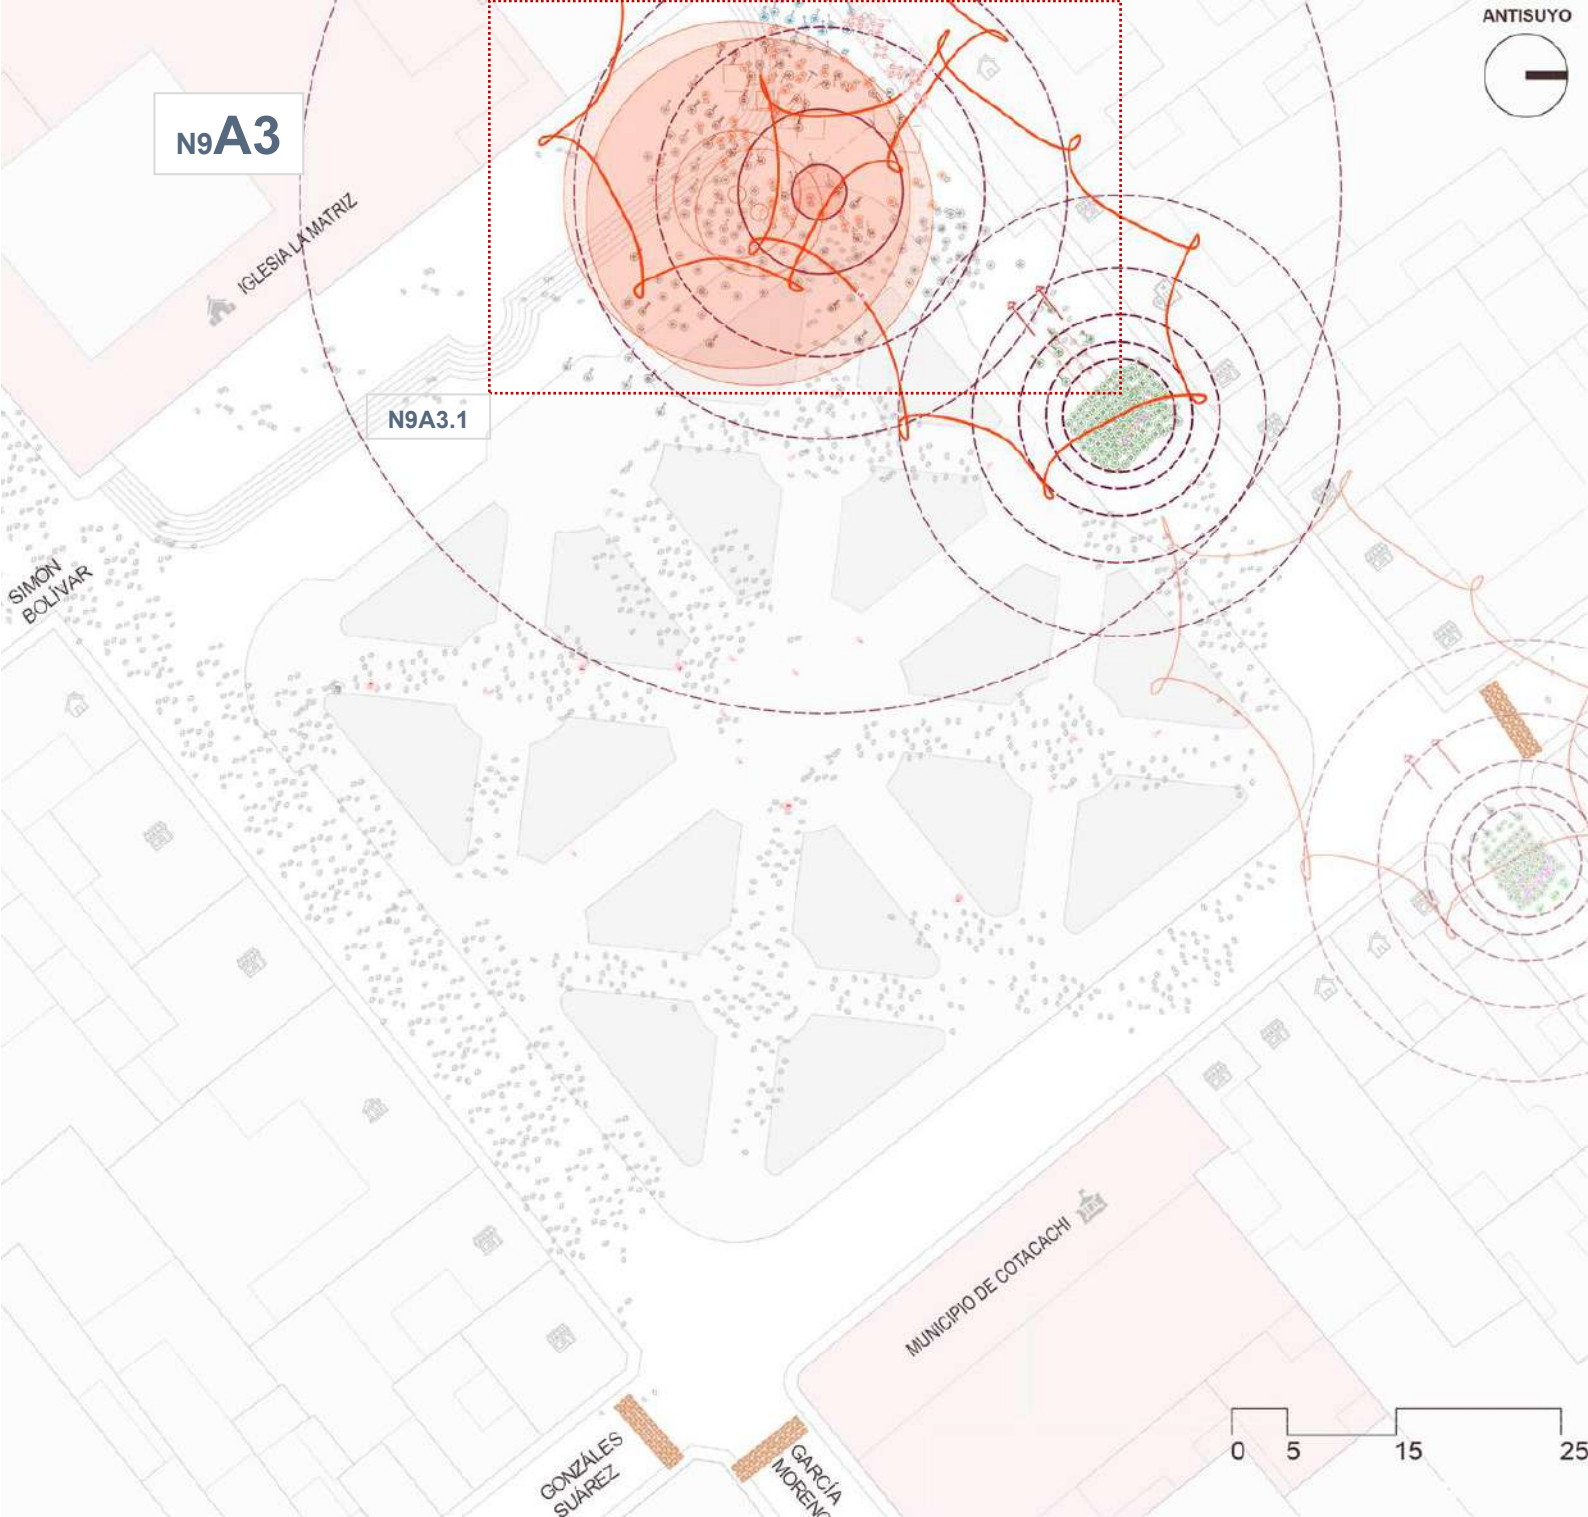 ANTISUYO
N9A3
IGLESIA LA MATRIZ
N9A3.1
SIMÓN
BOLÍVAR
MUNICIPIO DE COTACACHI
0 5 15 25
GONZÁLES
SUÁREZ
GARCÍA
MORENO